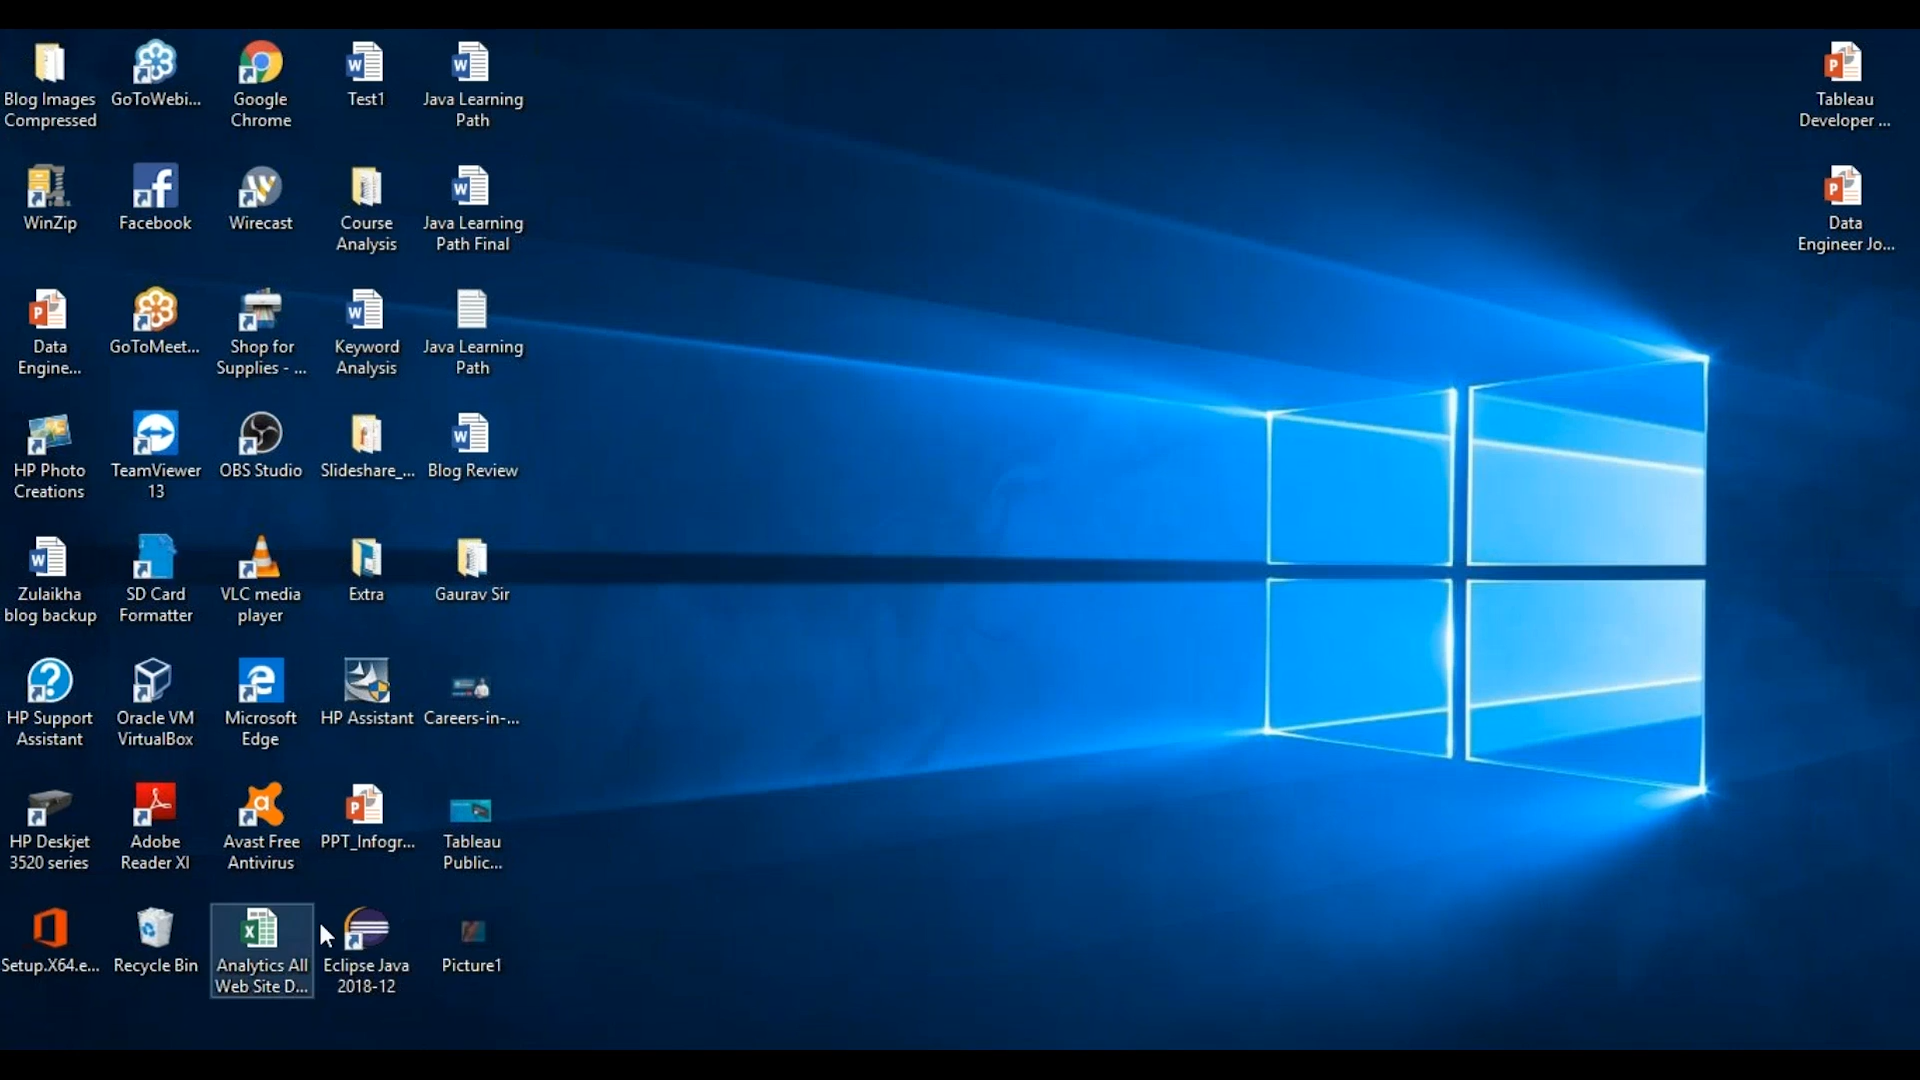 Blog Images
Compressed
GoToWebi...
Google
Chrome
Test1
Java Learning
Path
Tableau
Developer ...
WinZip
Facebook
Wirecast
Course
Analysis
Java Learning
Path Final
Data
Engineer Jo...
Data
Engine...
GoToMeet...
Shop for
Supplies - ...
Keyword
Analysis
Java Learning
Path
HP Photo
Creations
TeamViewer
13
OBS Studio
Slideshare_...
Blog Review
Zulaikha
blog backup
SD Card
Formatter
VLC media
player
Extra
Gaurav Sir
HP Support
Assistant
Oracle VM
VirtualBox
Microsoft
Edge
HP Assistant
Careers-in-...
HP Deskjet
3520 series
Adobe
Reader XI
Avast Free
Antivirus
PPT_Infogr...
Tableau
Public...
Setup.X64.e...
Recycle Bin
Analytics All
Web Site D...
Eclipse Java
2018-12
Picture1